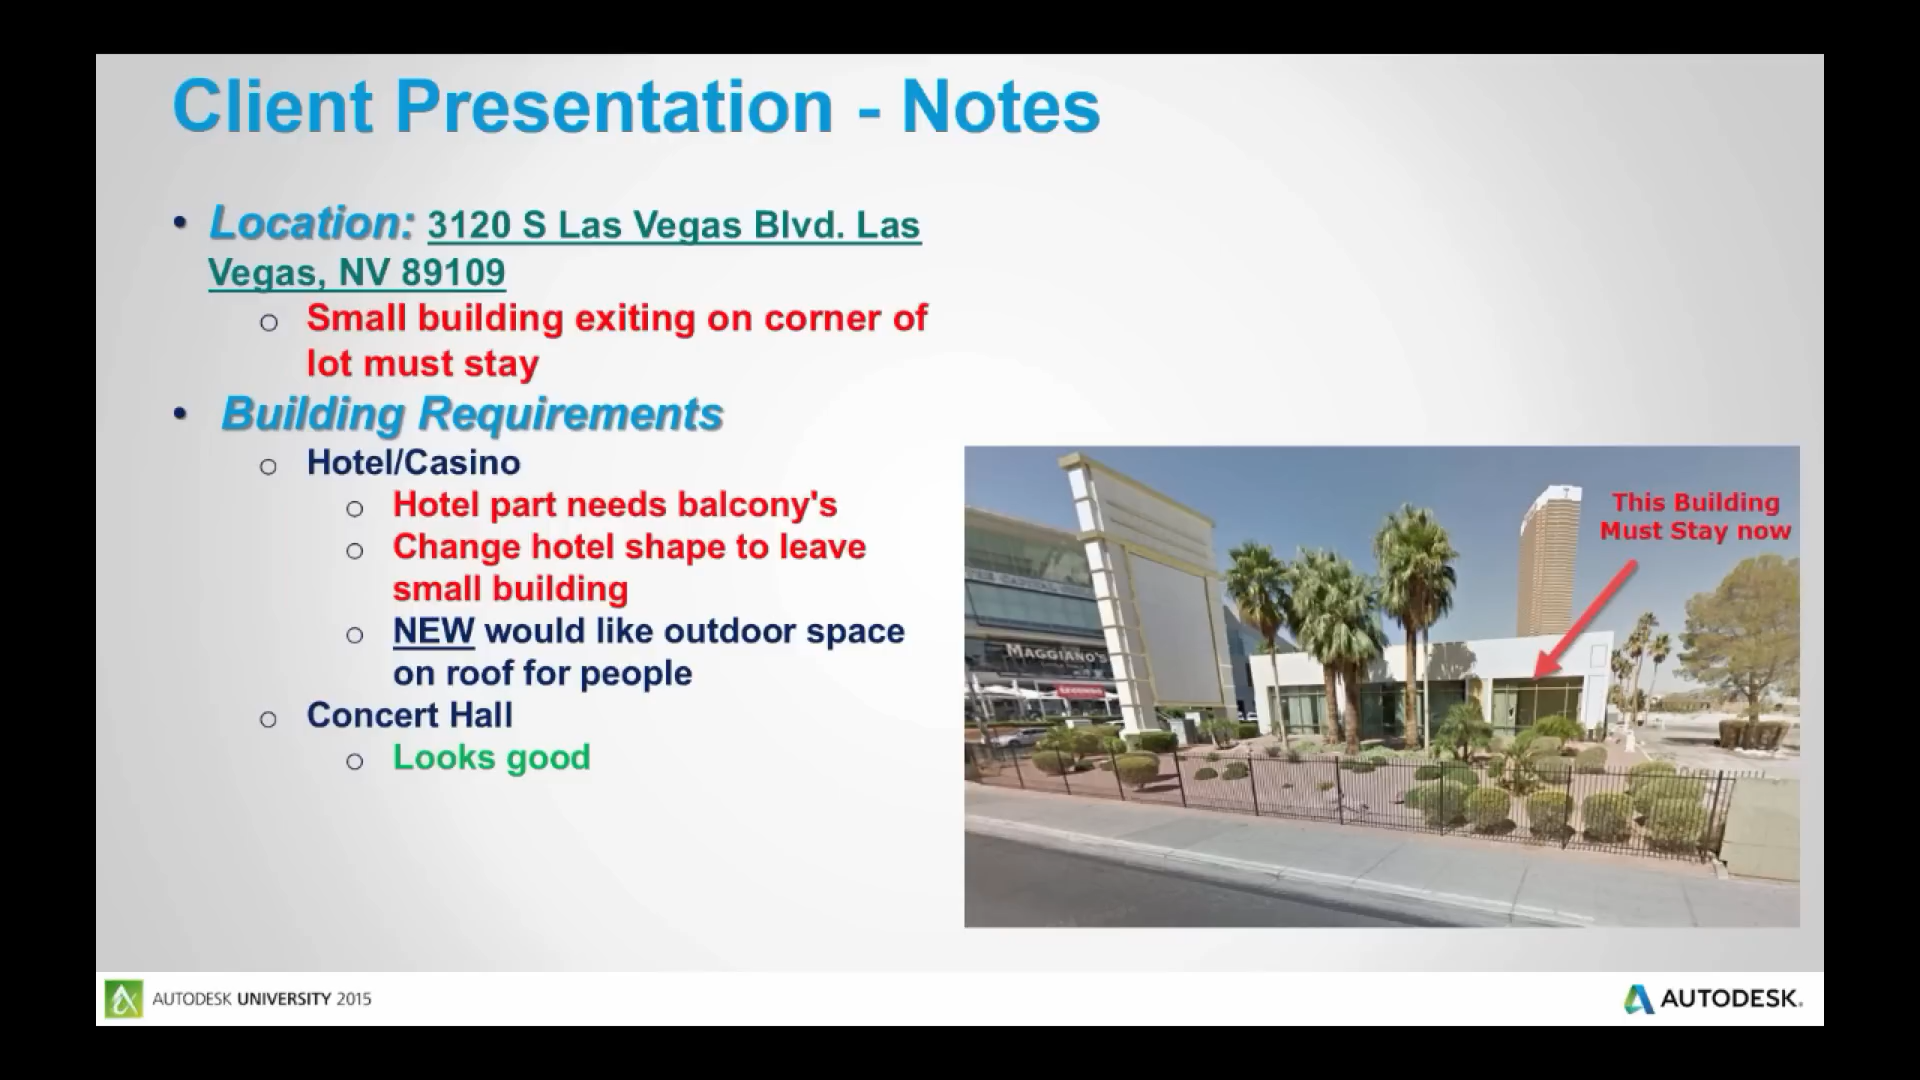 Client Presentation - Notes
• Location: 3120 S Las Vegas Blvd. Las
Vegas, NV 89109
o Small building exiting on corner of
lot must stay
• Building Requirements
o Hotel/Casino
o Hotel part needs balcony's
o Change hotel shape to leave
small building
o NEW would like outdoor space
on roof for people
o Concert Hall
o Looks good
This Building
Must Stay now
MAGGIANO'S
AUTODESK UNIVERSITY 2015
AUTODESK.